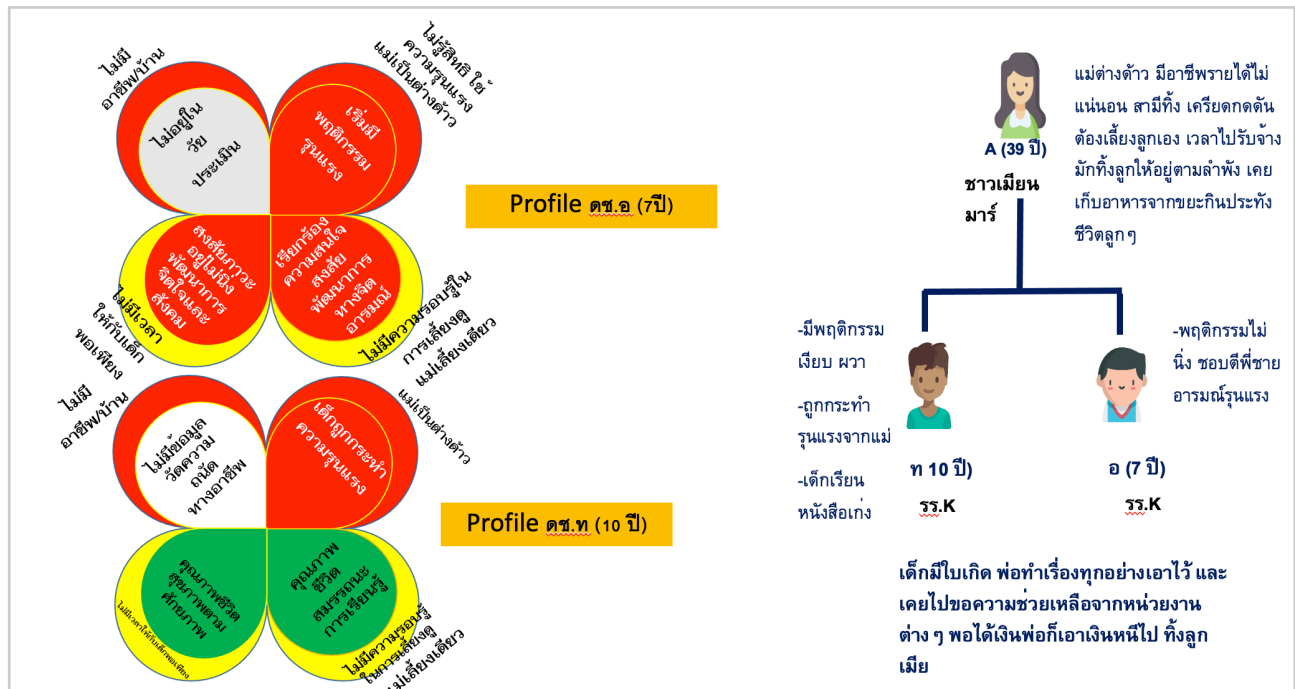 ไม่มี
อาชีพ/บ้าน
ไม่อยู่ใน
วัย
ประเมิน
ไม่รู้สิทธิ ใช้
ความรุนแรง
แม่เป็นต่างด้าว
เริ่มมี
พฤติกรรม
รุนแรง
สงสัยภาวะ
อยู่ไม่นิ่ง
พัฒนาการ
จิตใจและ
สังคม
ไม่มีเวลา
ให้กับเด็ก
พอเพียง
เรียกร้อง
ความสนใจ
สงสัย
พัฒนาการ
ทางจิต
อารมณ์
ไม่มีความรอบรู้ใน
การเลี้ยงดู
แม่เลี้ยงเดียว
Profile ดช.อ (7ปี)
ไม่มี
อาชีพ/บ้าน
ไม่มีข้อมูล
วัดความ
ถนัด
ทางอาชีพ
แม่เป็นต่างด้าว
เด็กถูกกระทำ
ความรุนแรง
คุณภาพชีวิต
สุขภาพตาม
ศักยภาพ
ไม่มีเวลาให้กับเด็กพอเพียง
คุณภาพ
ชีวิต
สมรรถนะ
การเรียนรู้
ไม่มีความรอบรู้
ในการเลี้ยงดู
แม่เลี้ยงเดียว
Profile ดช.ท (10 ปี)
A (39 ปี)
ชาวเมียน
มาร์
แม่ต่างด้าว มีอาชีพรายได้ไม่
แน่นอน สามีทิ้ง เครียดกดดัน
ต้องเลี้ยงลูกเอง เวลาไปรับจ้าง
มักทิ้งลูกให้อยู่ตามลำพัง เคย
เก็บอาหารจากขยะกินประทัง
ชีวิตลูกๆ
-มีพฤติกรรม
เงียบ ผวา
-ถูกกระทำ
รุนแรงจากแม่
-เด็กเรียน
หนังสือเก่ง
ท 10 ปี)
รร.K
-พฤติกรรมไม่
นิ่ง ชอบตีพี่ชาย
อารมณ์รุนแรง
อ (7 ปี)
รร.K
เด็กมีใบเกิด พ่อทำเรื่องทุกอย่างเอาไว้ และ
เคยไปขอความช่วยเหลือจากหน่วยงาน
ต่าง ๆ พอได้เงินพ่อก็เอาเงินหนีไป ทิ้งลูก
เมีย